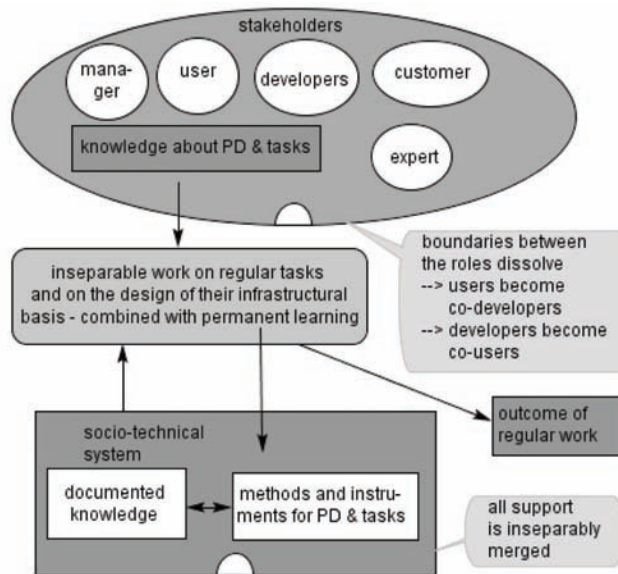 stakeholders
mana-
ger
user
developers
customer
knowledge about PD & tasks
expert
boundaries between
the roles dissolve
--> users become
co-developers
--> developers become
co-users
inseparable work on regular tasks
and on the design of their infrastructural
basis - combined with permanent learning
outcome of
regular work
socio-technical
system
documented
knowledge
methods and instru-
ments for PD & tasks
all support
is inseparably
merged